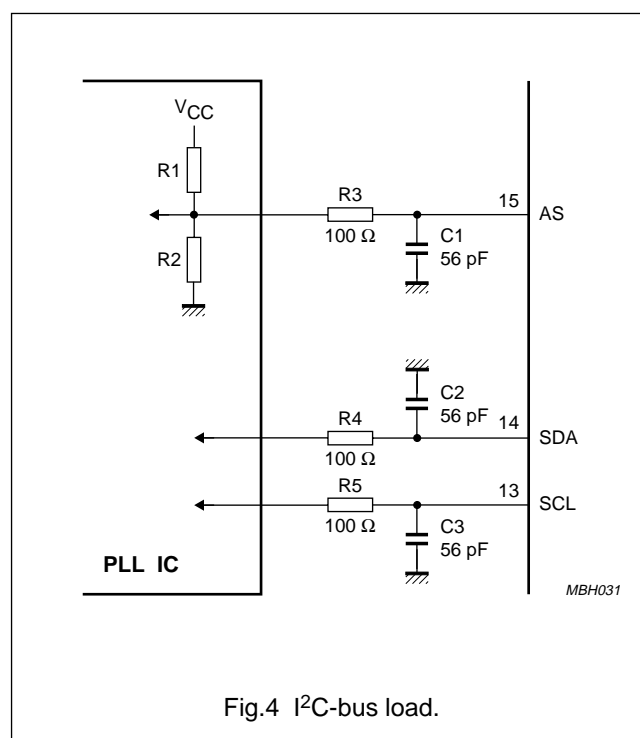 VCC
R1
R2
R3
100 Ω
15
AS
C1
56 pF
C2
56 pF
R4
100 Ω
14
SDA
R5
100 Ω
13
SCL
C3
56 pF
PLL IC
MBH031
Fig.4 I²C-bus load.